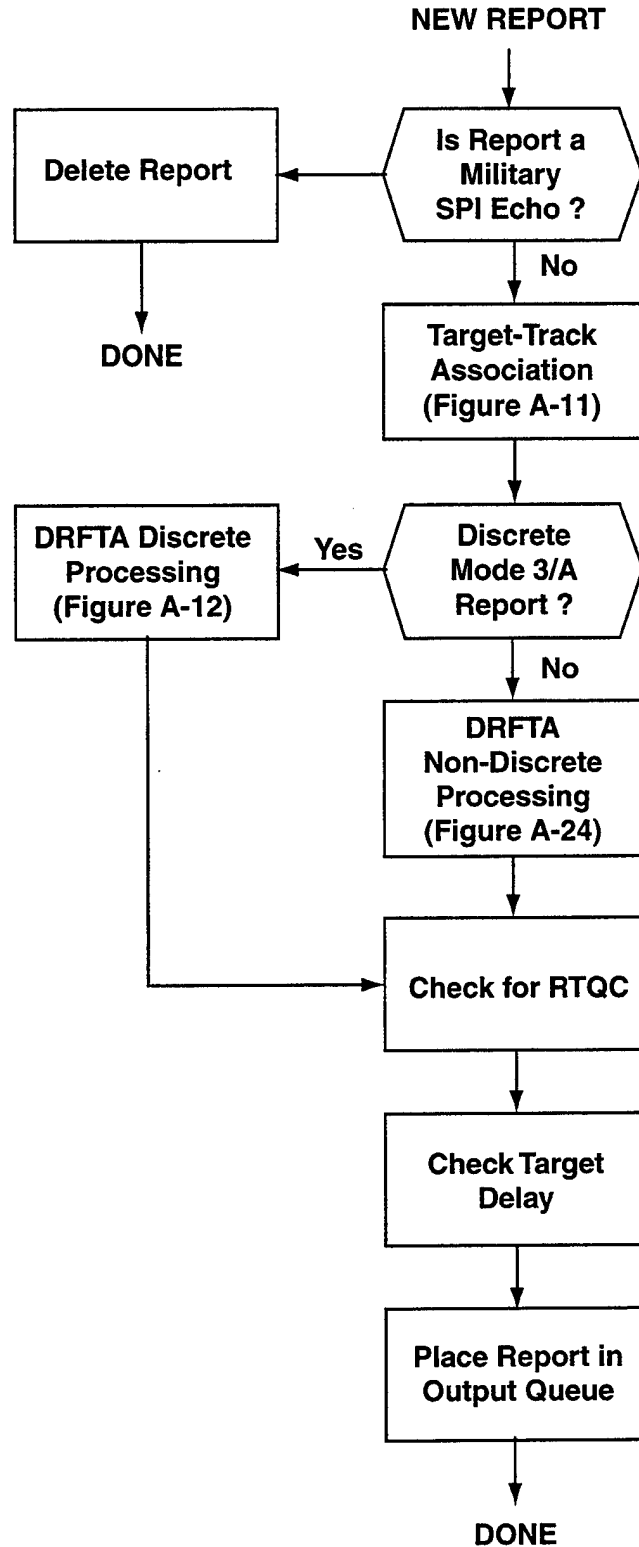 NEW REPORT
Is Report a
Military
SPI Echo ?
Delete Report
No
DONE
Target-Track
Association
(Figure A-11)
Discrete
Mode 3/A
Report ?
Yes
DRFTA Discrete
Processing
(Figure A-12)
No
DRFTA
Non-Discrete
Processing
(Figure A-24)
Check for RTQC
Check Target
Delay
Place Report in
Output Queue
DONE